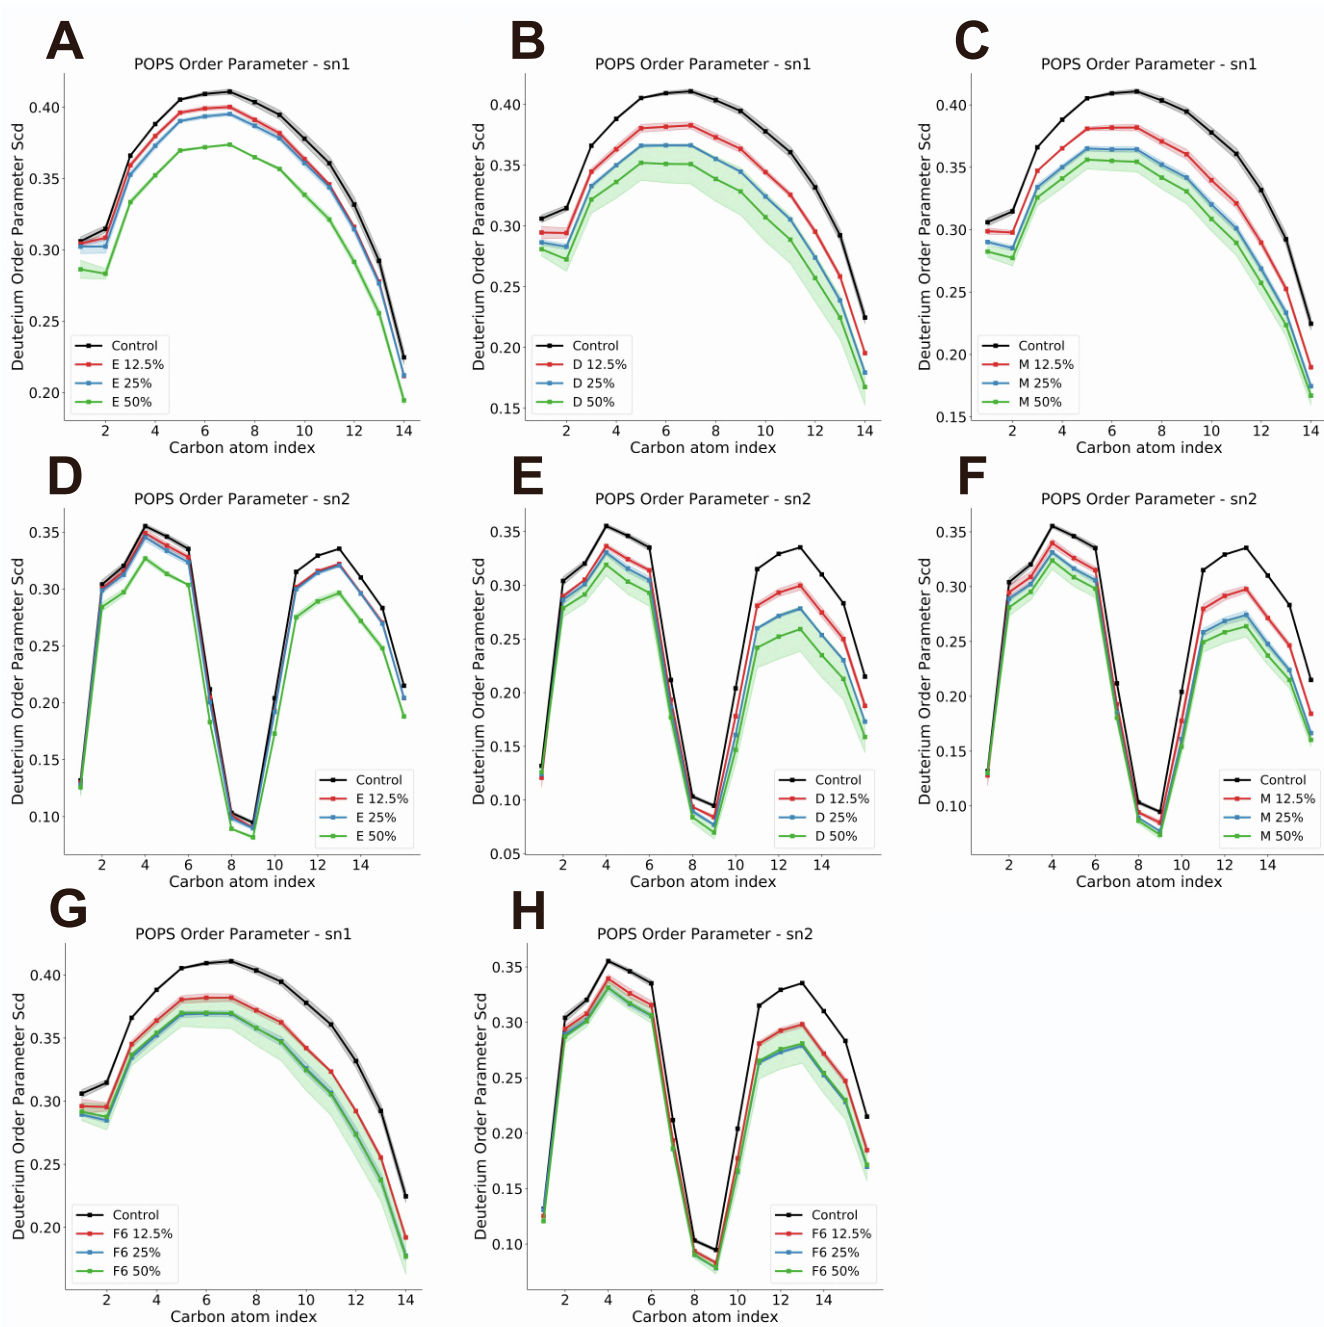 A
POPS Order Parameter - sn1
Deuterium Order Parameter Scd
0.40
0.35
0.30
0.25
0.20
Control
E 12.5%
E 25%
E 50%
2 4 6 8 10 12 14
Carbon atom index
B
POPS Order Parameter - sn1
Deuterium Order Parameter Scd
0.40
0.35
0.30
0.25
0.20
0.15
Control
D 12.5%
D 25%
D 50%
2 4 6 8 10 12 14
Carbon atom index
C
POPS Order Parameter - sn1
Deuterium Order Parameter Scd
0.40
0.35
0.30
0.25
0.20
0.15
Control
M 12.5%
M 25%
M 50%
2 4 6 8 10 12 14
Carbon atom index
D
POPS Order Parameter - sn2
Deuterium Order Parameter Scd
0.35
0.30
0.25
0.20
0.15
0.10
Control
E 12.5%
E 25%
E 50%
2 4 6 8 10 12 14
Carbon atom index
E
POPS Order Parameter - sn2
Deuterium Order Parameter Scd
0.35
0.30
0.25
0.20
0.15
0.10
0.05
Control
D 12.5%
D 25%
D 50%
2 4 6 8 10 12 14
Carbon atom index
F
POPS Order Parameter - sn2
Deuterium Order Parameter Scd
0.35
0.30
0.25
0.20
0.15
0.10
Control
M 12.5%
M 25%
M 50%
2 4 6 8 10 12 14
Carbon atom index
G
POPS Order Parameter - sn1
Deuterium Order Parameter Scd
0.40
0.35
0.30
0.25
0.20
Control
F6 12.5%
F6 25%
F6 50%
2 4 6 8 10 12 14
Carbon atom index
H
POPS Order Parameter - sn2
Deuterium Order Parameter Scd
0.35
0.30
0.25
0.20
0.15
0.10
Control
F6 12.5%
F6 25%
F6 50%
2 4 6 8 10 12 14
Carbon atom index